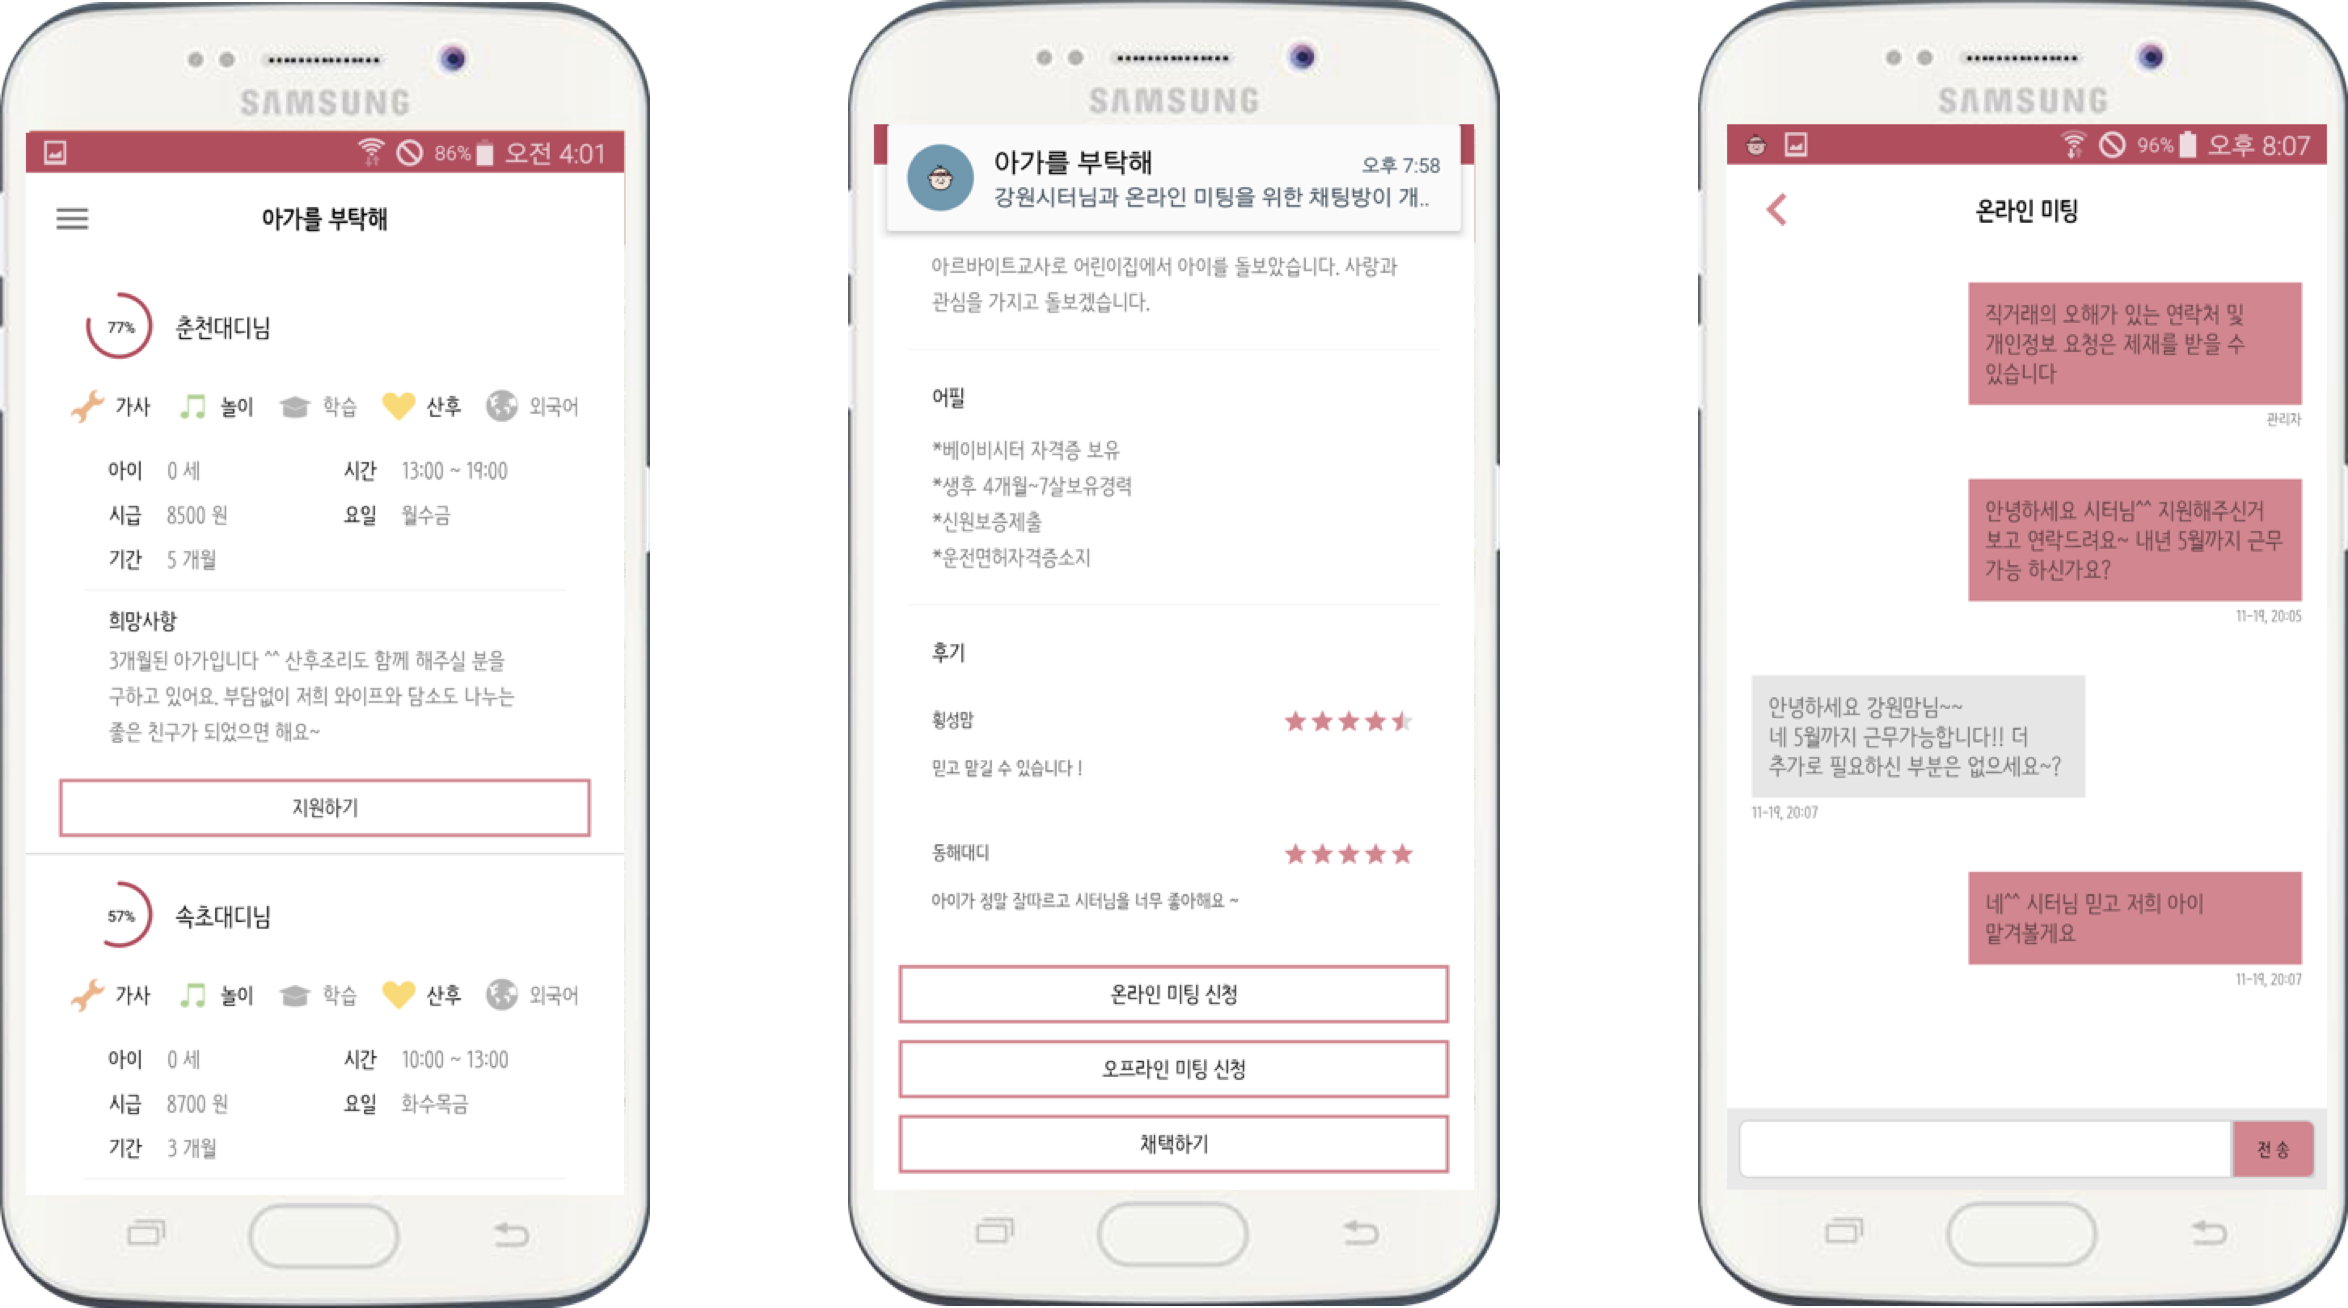 SAMSUNG
86% 오전 4:01
아가를 부탁해
77% 춘천대디님
가사 놀이 학습 산후 외국어
아이 0 세 시간 13:00 ~ 19:00
시급 8500 원 요일 월수금
기간 5 개월
희망사항
3개월된 아가입니다 ^^ 산후조리도 함께 해주실 분을
구하고 있어요. 부담없이 저희 와이프와 담소도 나누는
좋은 친구가 되었으면 해요~
지원하기
57% 속초대디님
가사 놀이 학습 산후 외국어
아이 0 세 시간 10:00 ~ 13:00
시급 8700 원 요일 화수목금
기간 3 개월
SAMSUNG
아가를 부탁해 오후 7:58
강원시터님과 온라인 미팅을 위한 채팅방이 개..
아르바이트교사로 어린이집에서 아이를 돌보았습니다. 사랑과
관심을 가지고 돌보겠습니다.
어필
*베이비시터 자격증 보유
*생후 4개월~7살보유경력
*신원보증제출
*운전면허자격증소지
후기
횡성맘
믿고 맡길 수 있습니다 !
동해대디
아이가 정말 잘따르고 시터님을 너무 좋아해요 ~
온라인 미팅 신청
오프라인 미팅 신청
채택하기
SAMSUNG
96% 오후 8:07
온라인 미팅
직거래의 오해가 있는 연락처 및
개인정보 요청은 제재를 받을 수
있습니다
관리자
안녕하세요 시터님^^ 지원해주신거
보고 연락드려요~ 내년 5월까지 근무
가능 하신가요?
11-19, 20:05
안녕하세요 강원맘님~~
네 5월까지 근무가능합니다!! 더
추가로 필요하신 부분은 없으세요~?
11-19, 20:07
네^^ 시터님 믿고 저희 아이
맡겨볼게요
11-19, 20:07
전 송